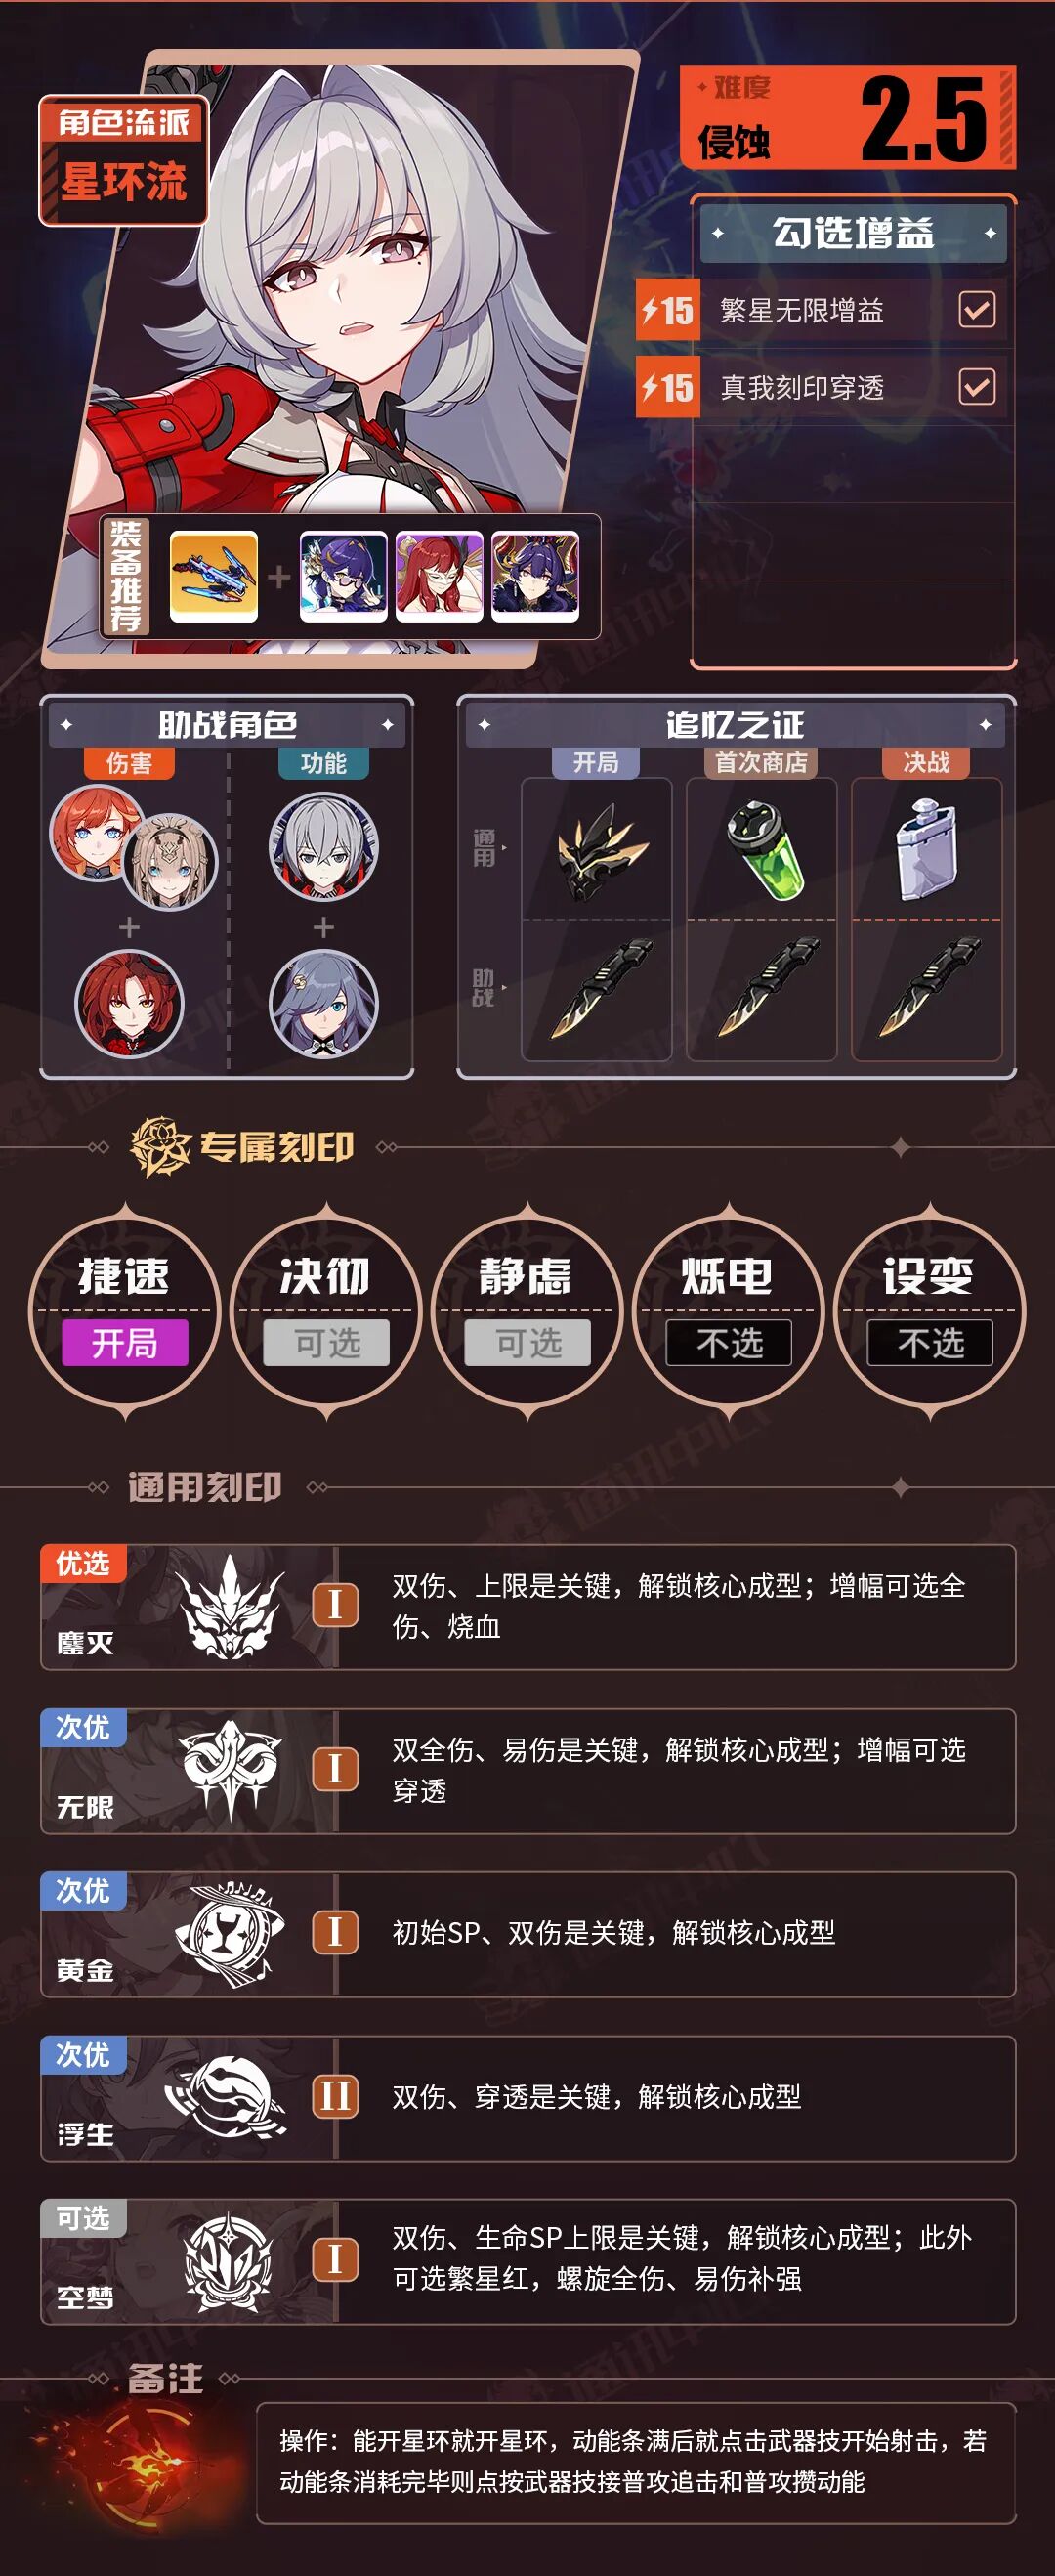 角色流派
星环流
难度
侵蚀
2.5
勾选增益
15 繁星无限增益
15 真我刻印穿透
装备推荐
助战角色
伤害
功能
追忆之证
开局
首次商店
决战
通用
助战
专属刻印
捷速
开局
决彻
可选
静虑
可选
烁电
不选
设变
不选
通用刻印
优选
鏖灭
I
双伤、上限是关键，解锁核心成型；增幅可选全
伤、烧血
次优
无限
I
双全伤、易伤是关键，解锁核心成型；增幅可选
穿透
次优
黄金
I
初始SP、双伤是关键，解锁核心成型
次优
浮生
II
双伤、穿透是关键，解锁核心成型
可选
空梦
I
双伤、生命SP上限是关键，解锁核心成型；此外
可选繁星红，螺旋全伤、易伤补强
备注
操作：能开星环就开星环，动能条满后就点击武器技开始射击，若
动能条消耗完毕则点按武器技接普攻追击和普攻攒动能